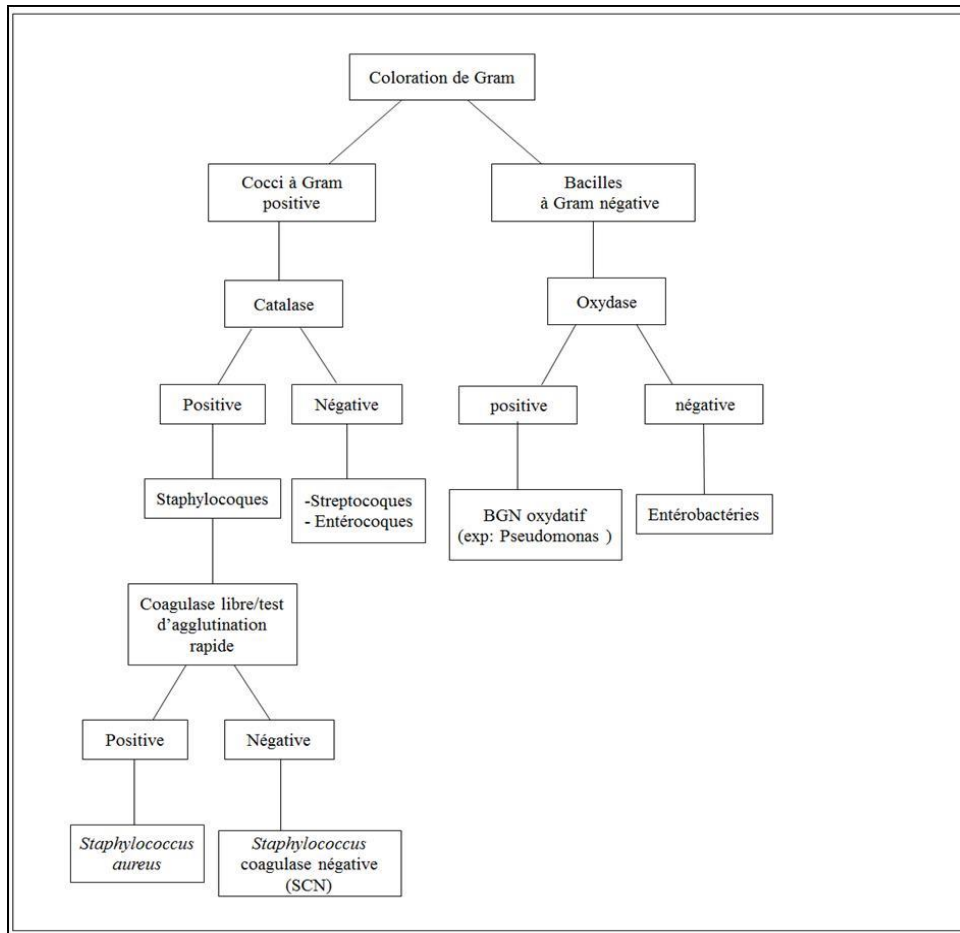 Coloration de Gram
Cocci à Gram
positive
Bacilles
à Gram négative
Catalase
Oxydase
Positive
Négative
positive
négative
Staphylocoques
-Streptocoques
- Entérocoques
BGN oxydatif
(exp: Pseudomonas )
Entérobactéries
Coagulase libre/test
d’agglutination
rapide
Positive
Négative
Staphylococcus
aureus
Staphylococcus
coagulase négative
(SCN)